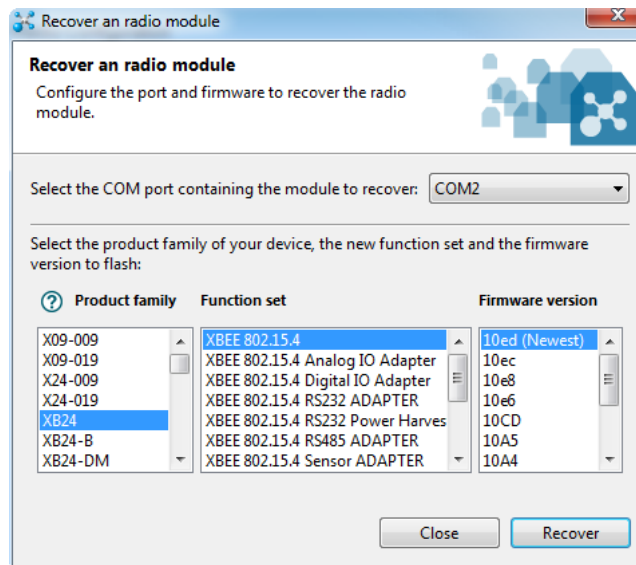 Recover an radio module
Recover an radio module
Configure the port and firmware to recover the radio
module.
Select the COM port containing the module to recover: COM2
Select the product family of your device, the new function set and the firmware
version to flash:
Product family Function set Firmware version
X09-009 XBEE 802.15.4 10ed (Newest)
X09-019 XBEE 802.15.4 Analog IO Adapter 10ec
X24-009 XBEE 802.15.4 Digital IO Adapter 10e8
X24-019 XBEE 802.15.4 RS232 ADAPTER 10e6
XB24 XBEE 802.15.4 RS232 Power Harves 10CD
XB24-B XBEE 802.15.4 RS485 ADAPTER 10A5
XB24-DM XBEE 802.15.4 Sensor ADAPTER 10A4
Close Recover